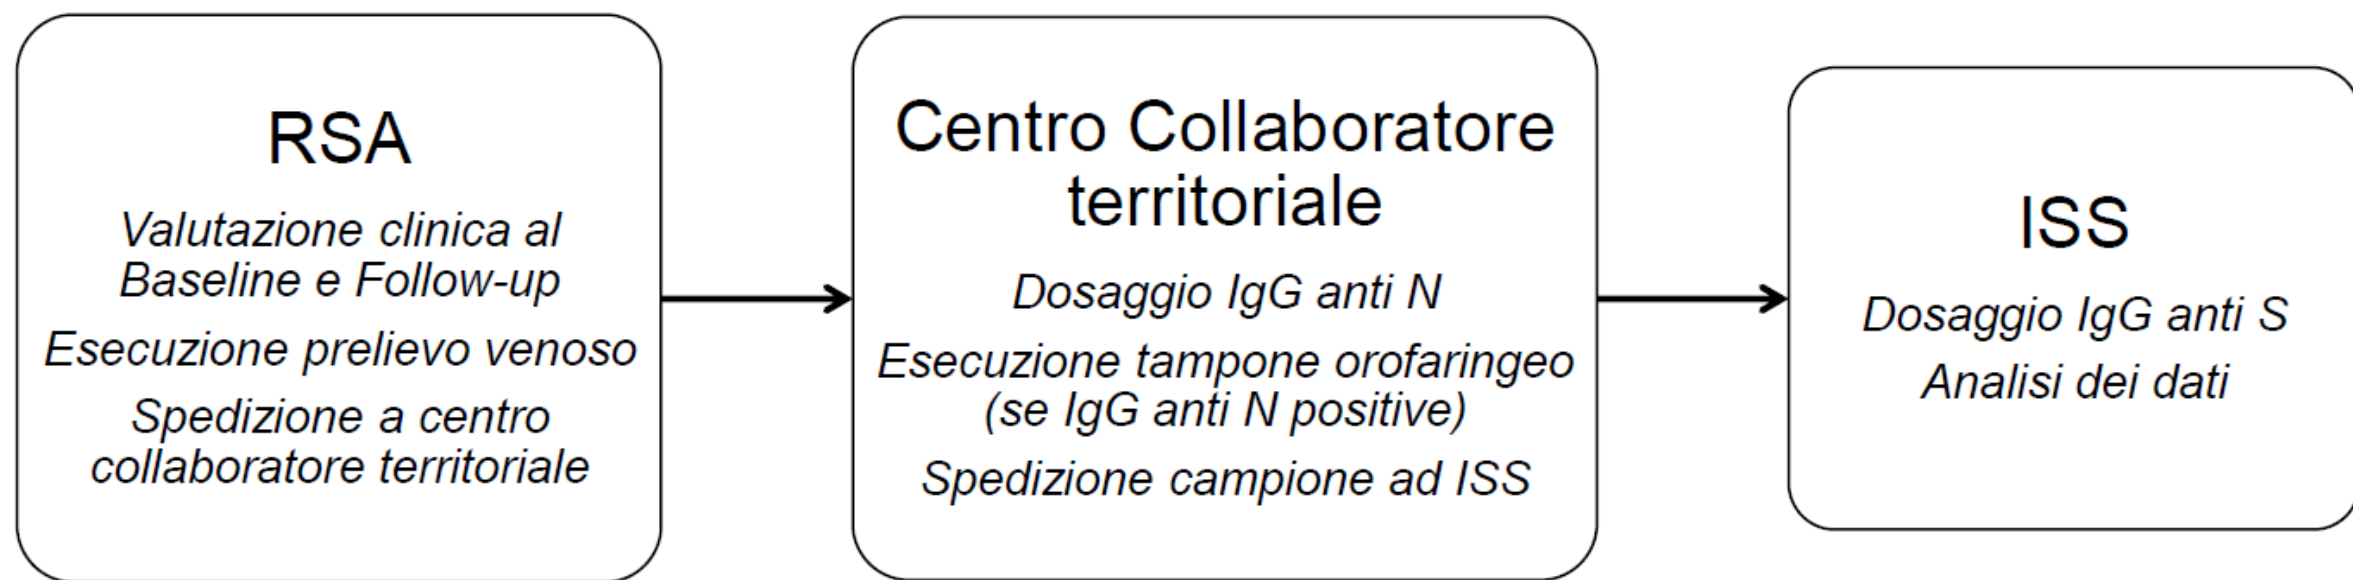 RSA
Valutazione clinica al
Baseline e Follow-up
Esecuzione prelievo venoso
Spedizione a centro
collaboratore territoriale
Centro Collaboratore
territoriale
Dosaggio IgG anti N
Esecuzione tampone orofaringeo
(se IgG anti N positive)
Spedizione campione ad ISS
ISS
Dosaggio IgG anti S
Analisi dei dati